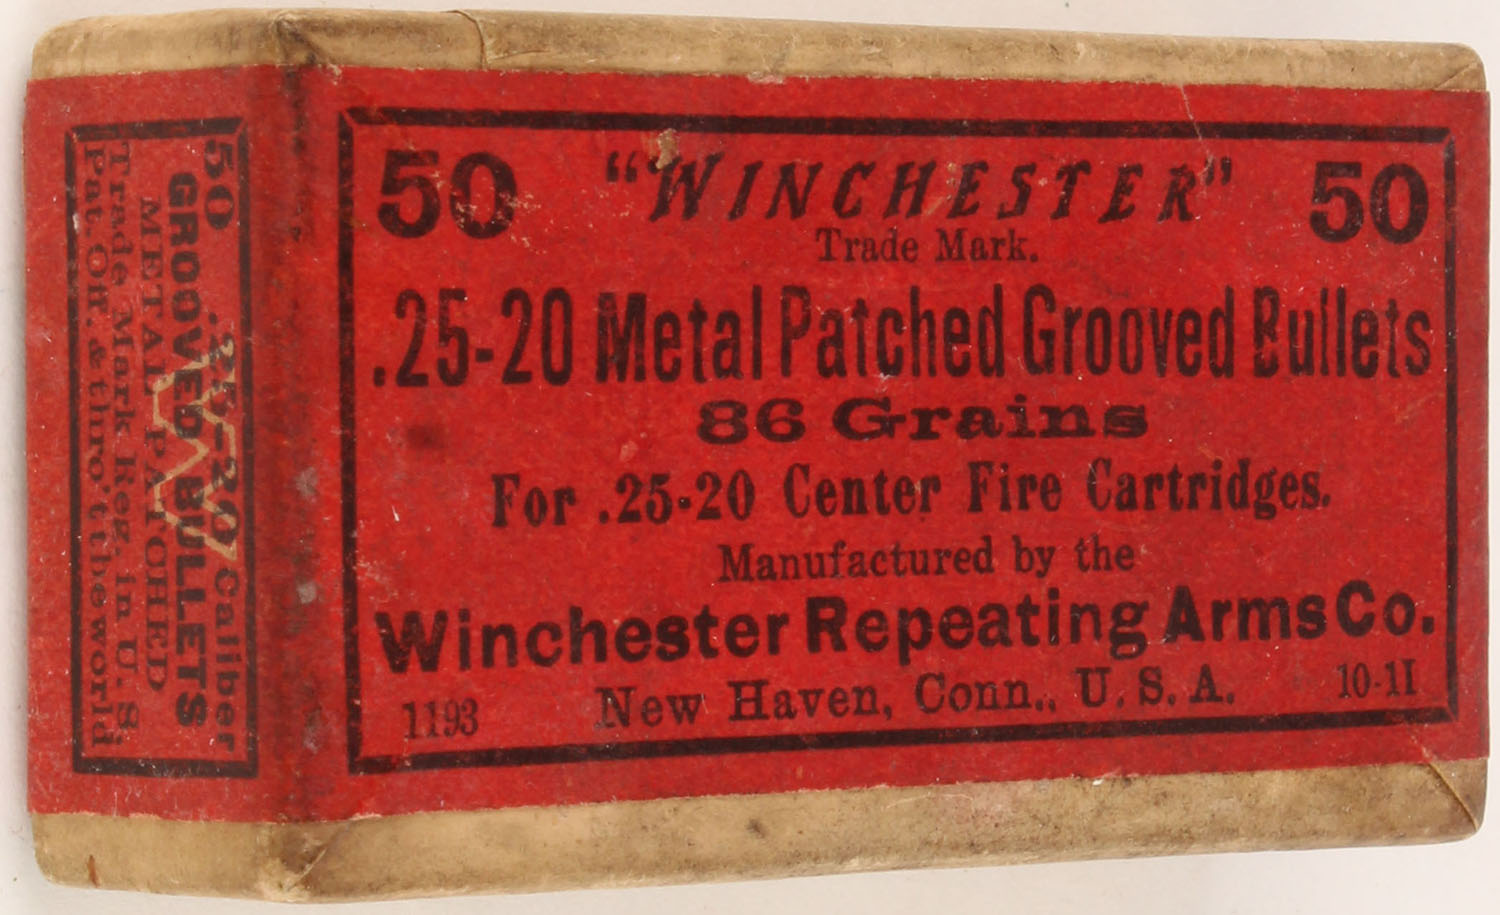 50 "WINCHESTER" 50
Trade Mark.
.25-20 Metal Patched Grooved Bullets
86 Grains
For .25-20 Center Fire Cartridges.
Manufactured by the
Winchester Repeating Arms Co.
1193 New Haven, Conn., U.S.A. 10-11
50 .25-20 Caliber
GROOVED BULLETS
METAL PATCHED
W
Trade Mark Reg. in U.S.
Pat. Off. & thro't the world